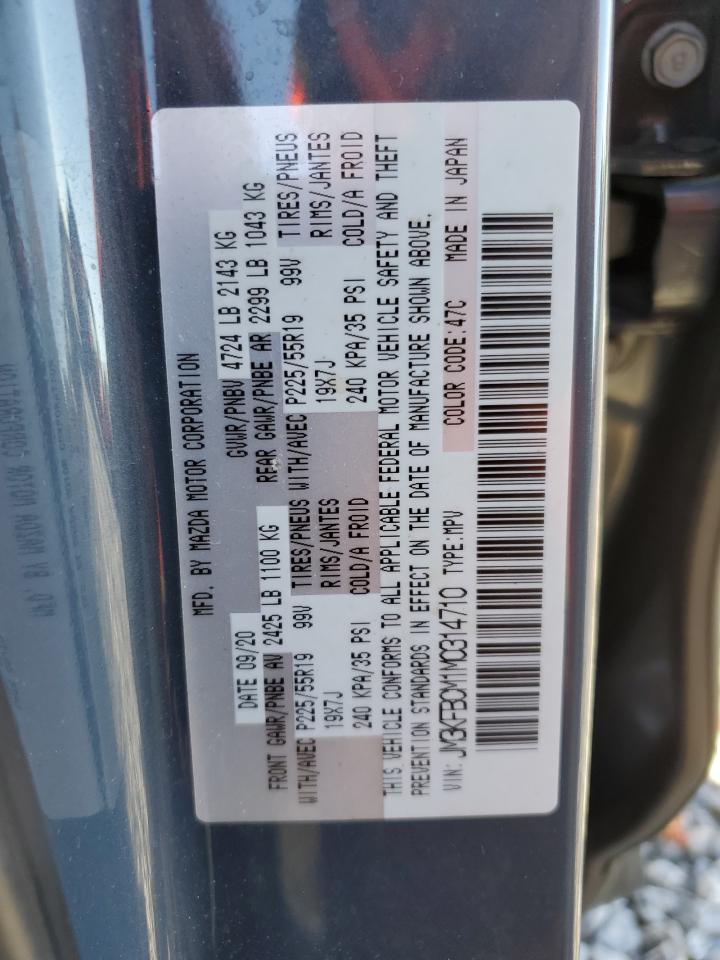 MFD. BY MAZDA MOTOR CORPORATION
DATE 09/20 GVWR/PNBV 4724 LB 2143 KG
FRONT GAWR/PNBE AV 2425 LB 1100 KG REAR GAWR/PNBE AR 2299 LB 1043 KG
WITH/AVEC P225/55R19 99V TIRES/PNEUS WITH/AVEC P225/55R19 99V TIRES/PNEUS
19X7J RIMS/JANTES 19X7J RIMS/JANTES
240 KPA/35 PSI COLD/A FROID 240 KPA/35 PSI COLD/A FROID
THIS VEHICLE CONFORMS TO ALL APPLICABLE FEDERAL MOTOR VEHICLE SAFETY AND THEFT
PREVENTION STANDARDS IN EFFECT ON THE DATE OF MANUFACTURE SHOWN ABOVE.
VIN: JM3KFBCM1M0314710 TYPE: MPV COLOR CODE: 47C MADE IN JAPAN
8